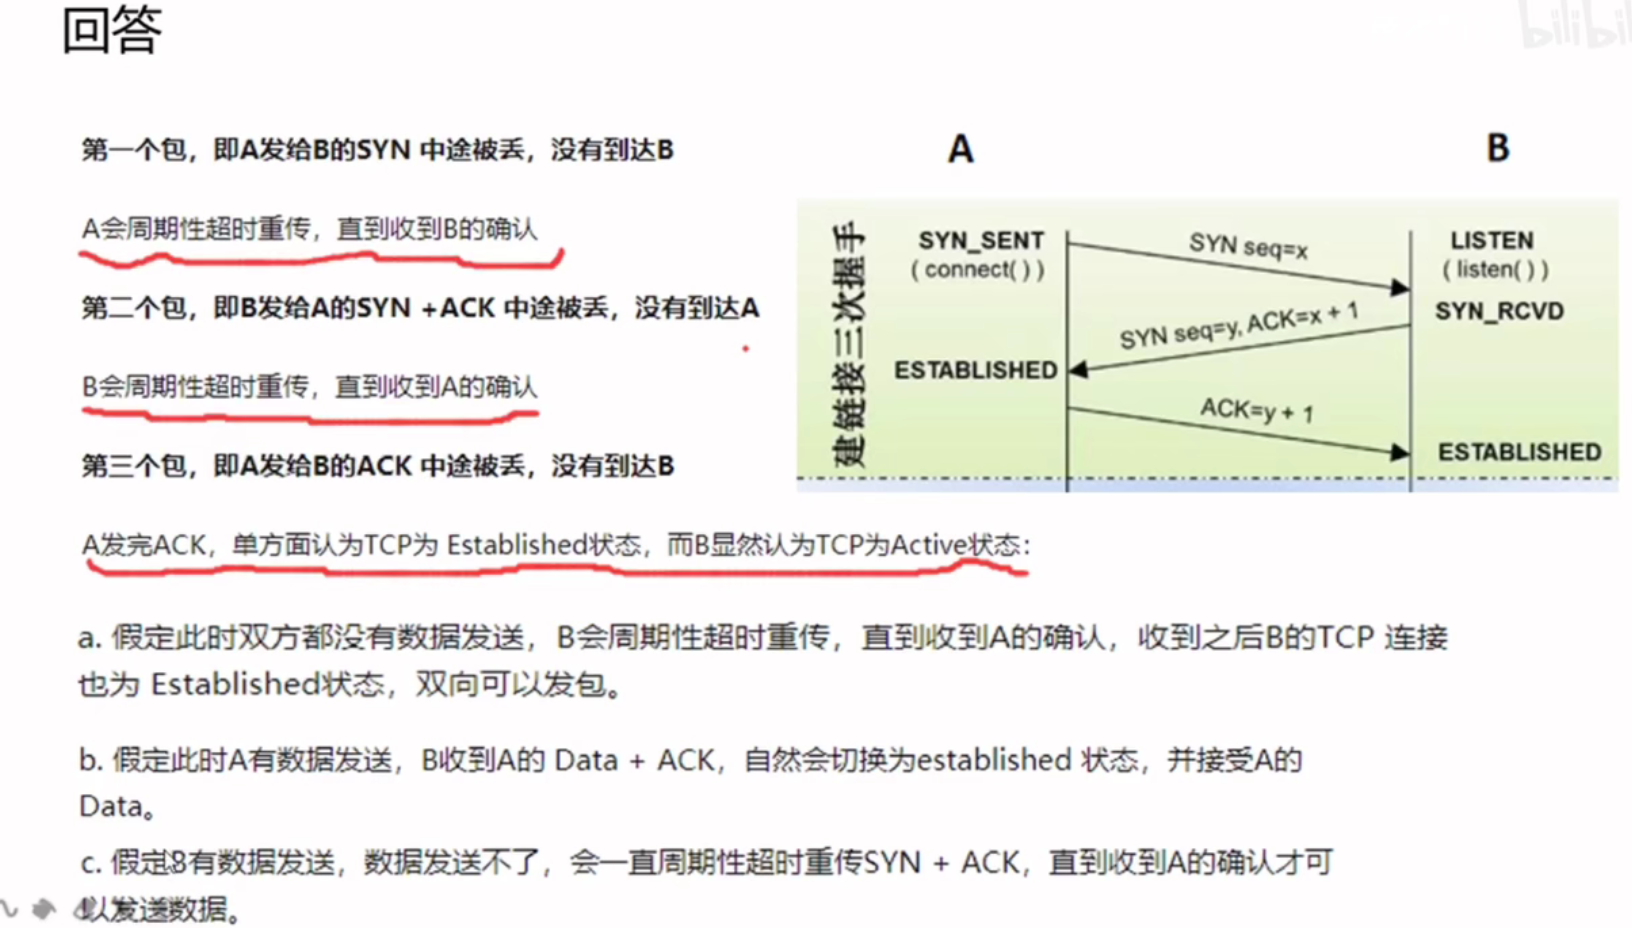 回答
bilibili
第一个包，即A发给B的SYN 中途被丢，没有到达B
A会周期性超时重传，直到收到B的确认
第二个包，即B发给A的SYN +ACK 中途被丢，没有到达A
B会周期性超时重传，直到收到A的确认
第三个包，即A发给B的ACK 中途被丢，没有到达B
A发完ACK，单方面认为TCP为 Established状态，而B显然认为TCP为Active状态：
A
B
建链接三次握手
SYN_SENT
( connect( ) )
SYN seq=x
LISTEN
( listen( ) )
SYN_RCVD
SYN seq=y, ACK=x + 1
ESTABLISHED
ACK=y + 1
ESTABLISHED
a. 假定此时双方都没有数据发送，B会周期性超时重传，直到收到A的确认，收到之后B的TCP 连接
也为 Established状态，双向可以发包。
b. 假定此时A有数据发送，B收到A的 Data + ACK，自然会切换为established 状态，并接受A的
Data。
c. 假定B有数据发送，数据发送不了，会一直周期性超时重传SYN + ACK，直到收到A的确认才可
以发送数据。